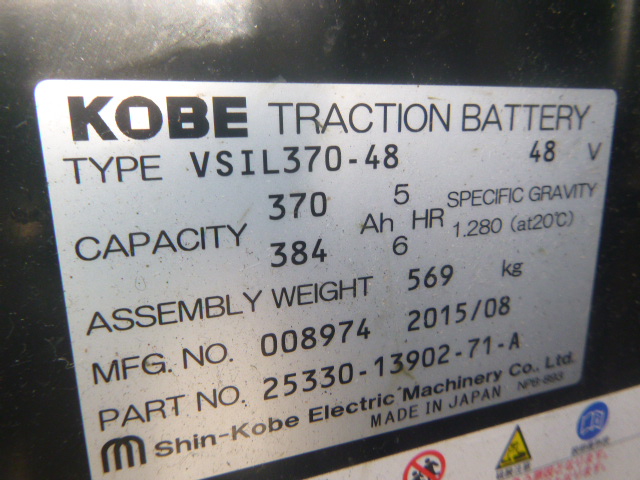 KOBE TRACTION BATTERY
TYPE VSIL370-48 48 V
CAPACITY 370 Ah 5 HR SPECIFIC GRAVITY
384 6 1.280 (at20℃)
ASSEMBLY WEIGHT 569 kg
MFG. NO. 008974 2015/08
PART NO. 25330-13902-71-A
Shin-Kobe Electric Machinery Co., Ltd.
MADE IN JAPAN NPB-693